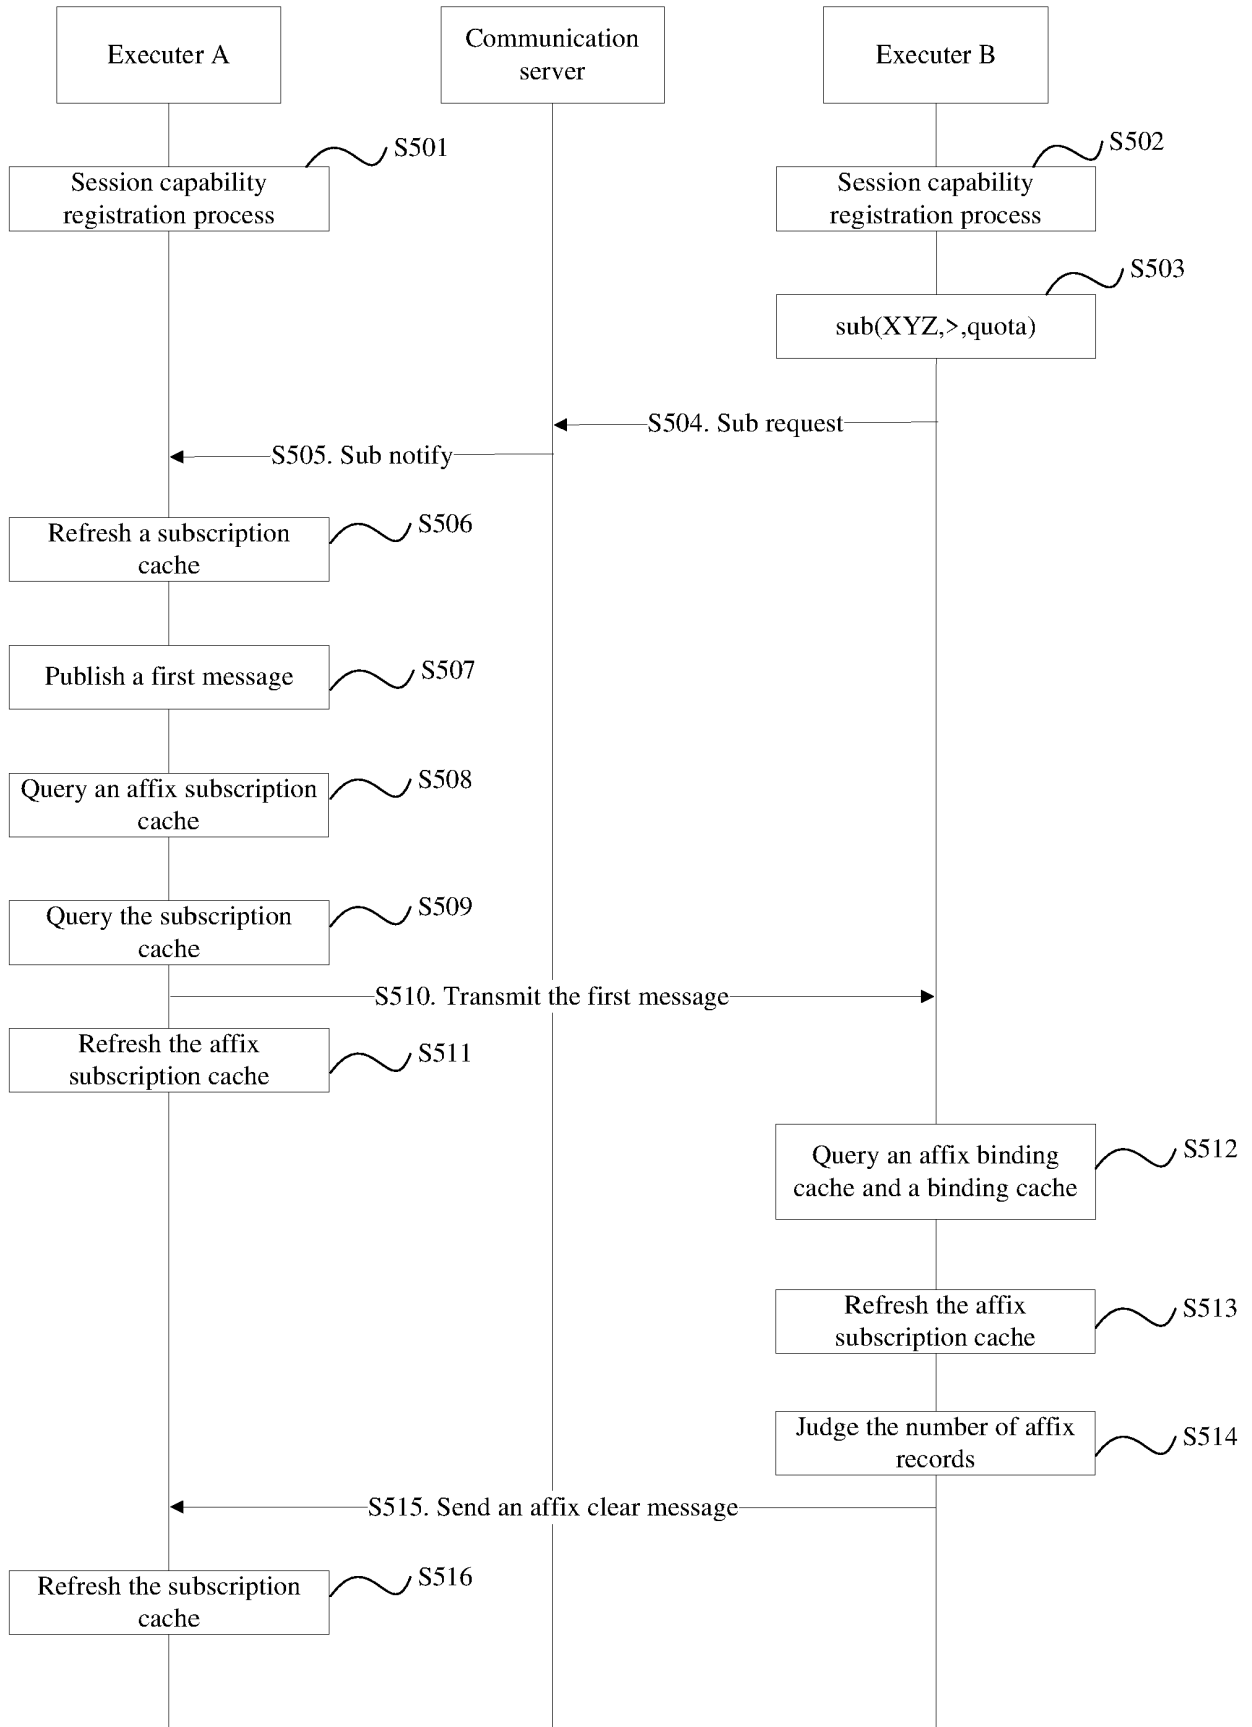 Executer A
Communication
server
Executer B
S501
S502
Session capability
registration process
Session capability
registration process
S503
sub(XYZ,>,quota)
S504. Sub request
S505. Sub notify
Refresh a subscription
cache
S506
Publish a first message
S507
Query an affix subscription
cache
S508
Query the subscription
cache
S509
S510. Transmit the first message
Refresh the affix
subscription cache
S511
Query an affix binding
cache and a binding cache
S512
Refresh the affix
subscription cache
S513
Judge the number of affix
records
S514
S515. Send an affix clear message
Refresh the subscription
cache
S516